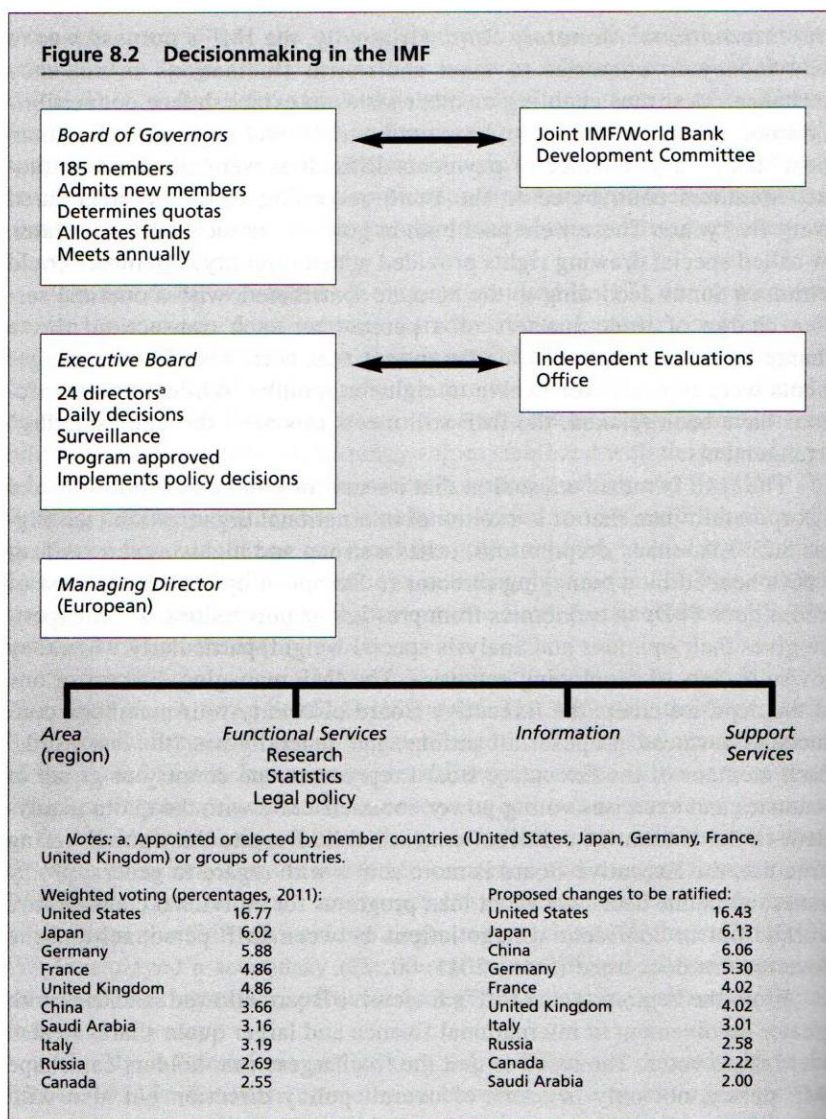 Figure 8.2 Decisionmaking in the IMF
Board of Governors
185 members
Admits new members
Determines quotas
Allocates funds
Meets annually
Joint IMF/World Bank
Development Committee
Executive Board
24 directorsa
Daily decisions
Surveillance
Program approved
Implements policy decisions
Independent Evaluations
Office
Managing Director
(European)
Area
(region)
Functional Services
Research
Statistics
Legal policy
Information
Support
Services
Notes: a. Appointed or elected by member countries (United States, Japan, Germany, France,
United Kingdom) or groups of countries.
Weighted voting (percentages, 2011):
United States 16.77
Japan 6.02
Germany 5.88
France 4.86
United Kingdom 4.86
China 3.66
Saudi Arabia 3.16
Italy 3.19
Russia 2.69
Canada 2.55
Proposed changes to be ratified:
United States 16.43
Japan 6.13
China 6.06
Germany 5.30
France 4.02
United Kingdom 4.02
Italy 3.01
Russia 2.58
Canada 2.22
Saudi Arabia 2.00